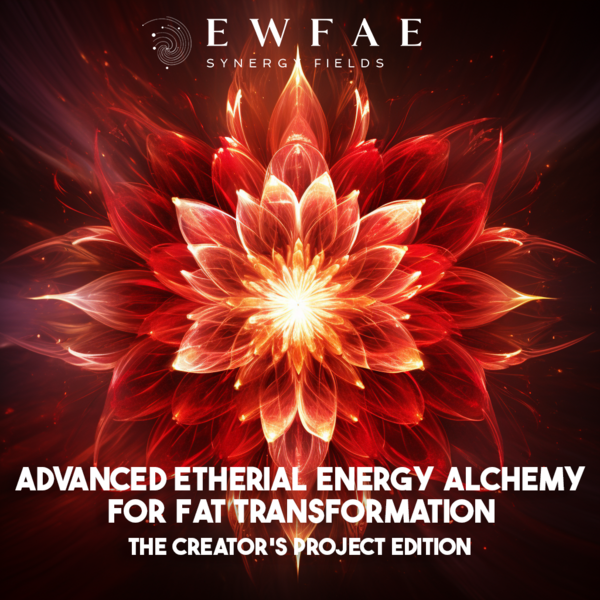 EWFAE
SYNERGY FIELDS
ADVANCED ETHERIAL ENERGY ALCHEMY
FOR FAT TRANSFORMATION
THE CREATOR'S PROJECT EDITION